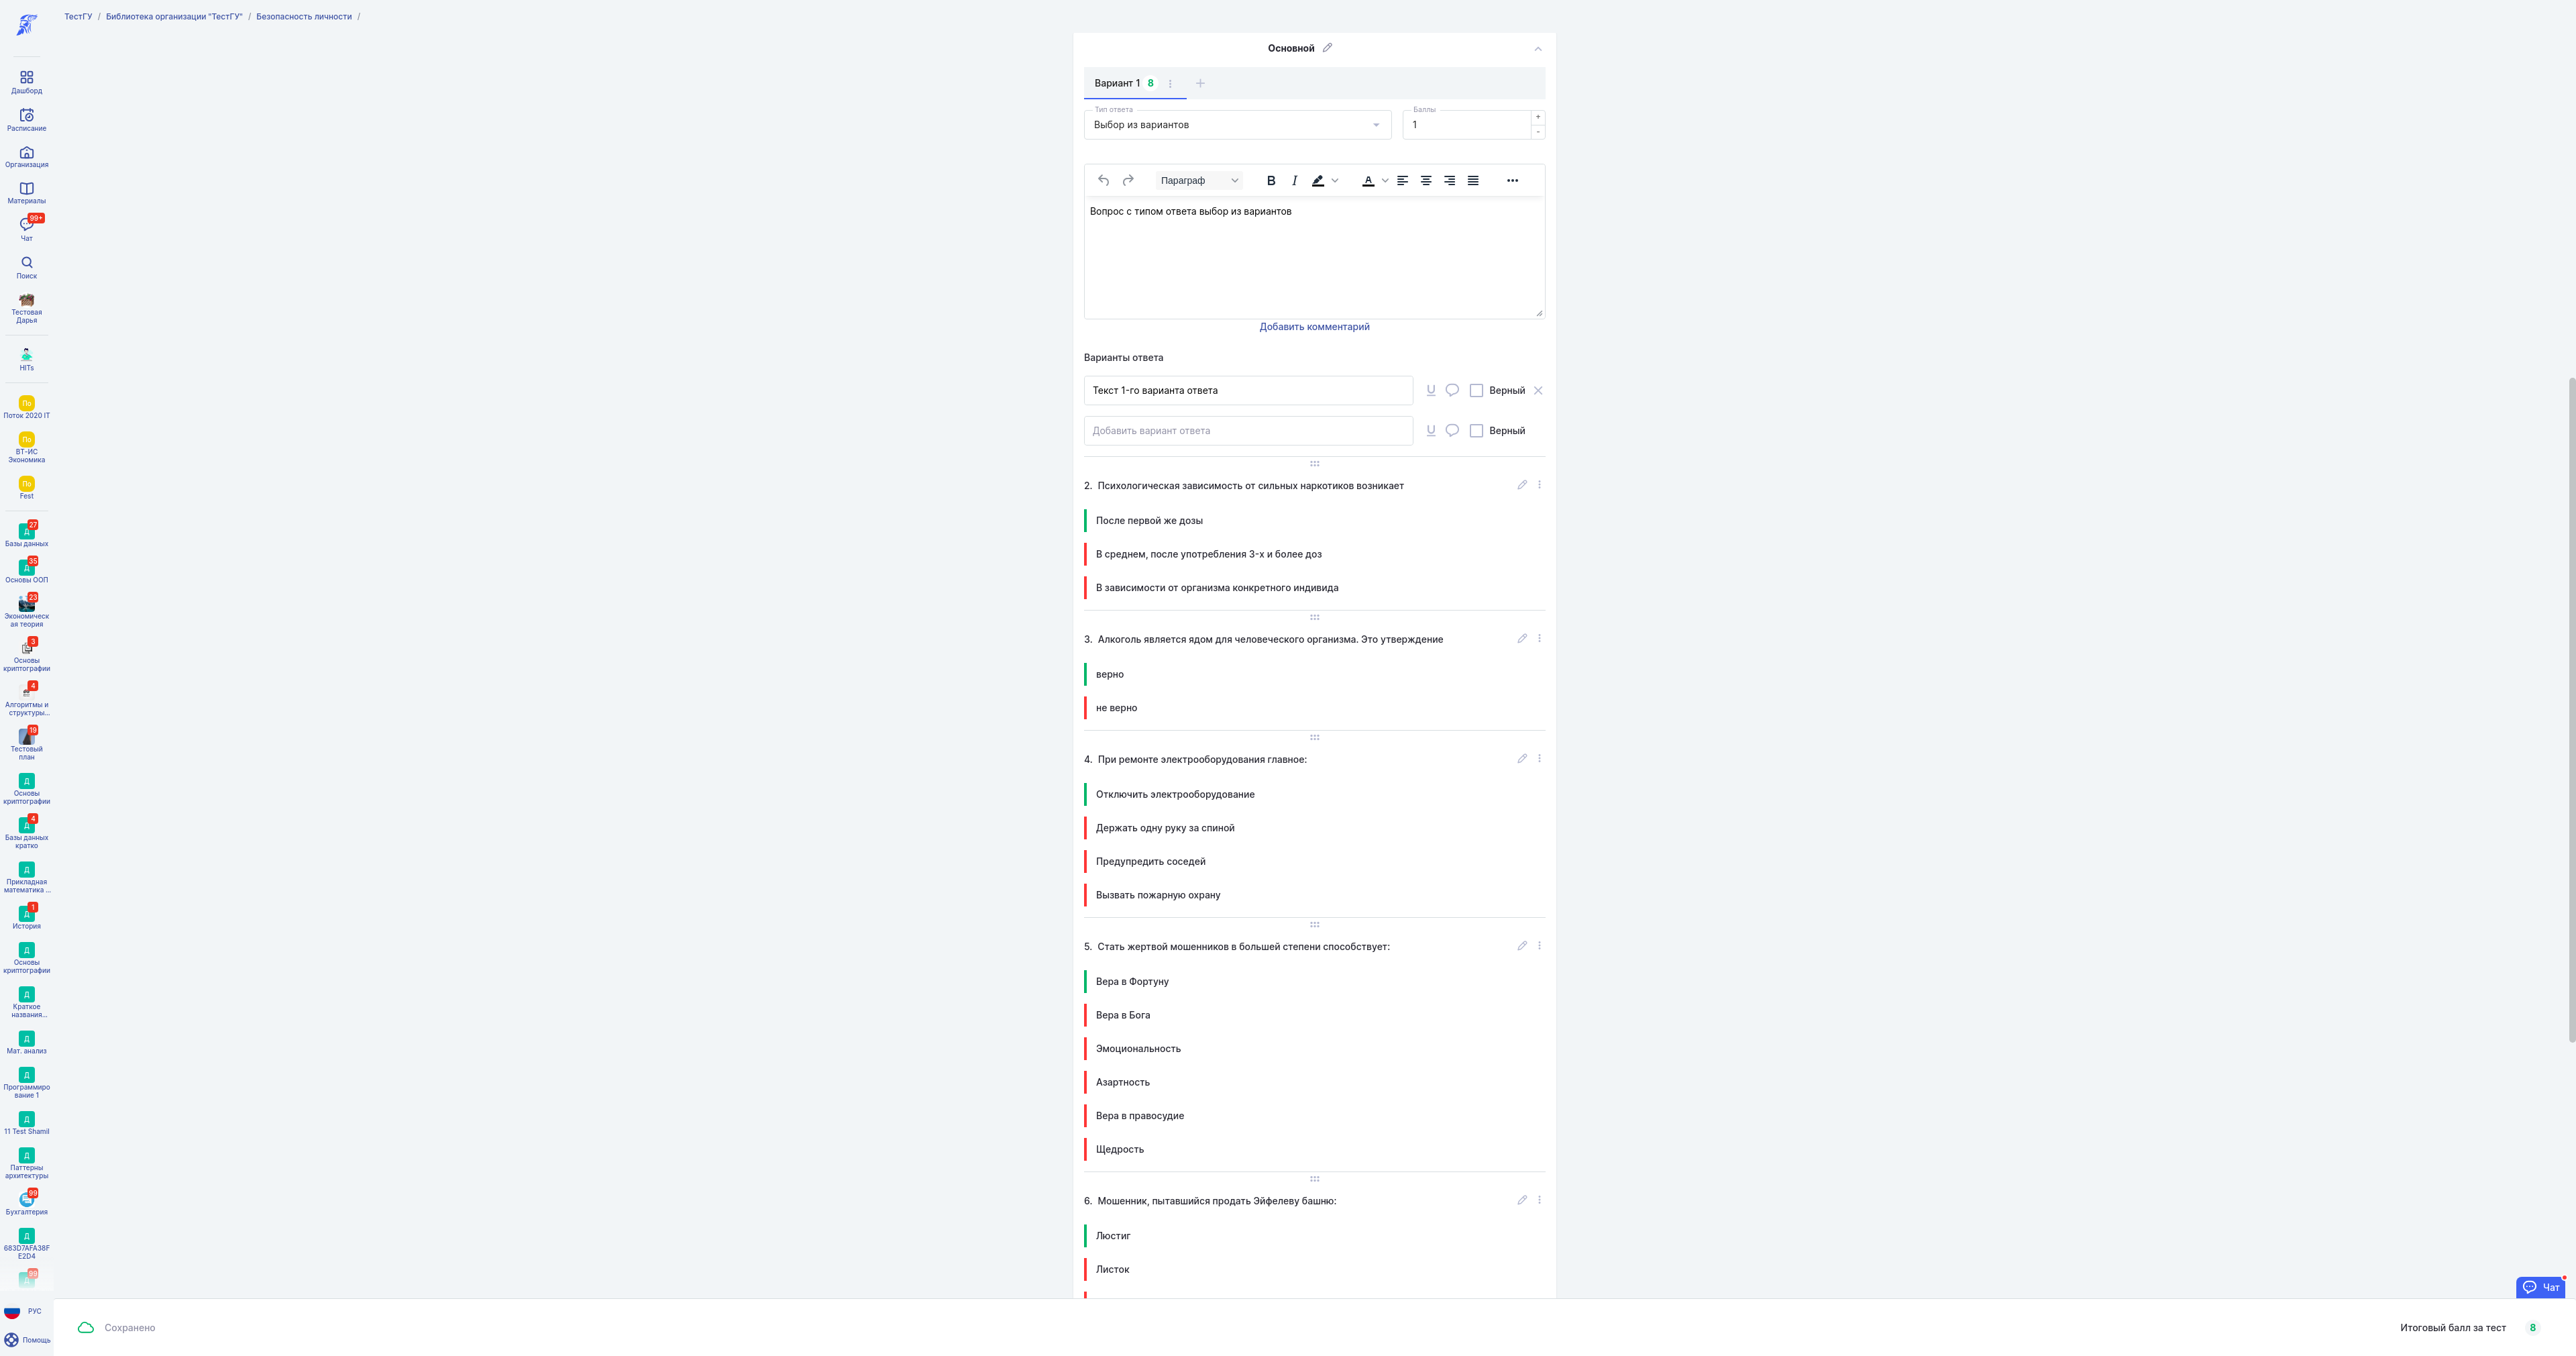 ТестГУ / Библиотека организации "ТестГУ" / Безопасность личности /
Дашборд
Расписание
Организация
Материалы
99+
Чат
Поиск
Тестовая
Дарья
HITs
По
Поток 2020 IT
По
ВТ-ИС
Экономика
По
Fest
27
Д
Базы данных
35
Д
Основы ООП
23
Экономическ
ая теория
3
Основы
криптографии
4
Алгоритмы и
структуры...
19
Тестовый
план
Д
Основы
криптографии
4
Д
Базы данных
кратко
Д
Прикладная
математика ...
1
Д
История
Д
Основы
криптографии
Д
Краткое
названия...
Д
Мат. анализ
Д
Программиро
вание 1
Д
11 Test Shamil
Д
Паттерны
архитектуры
99
Бухгалтерия
Д
683D7AFA38F
E2D4
99
Д
РУС
Помощь
Основной
Вариант 1 8
Тип ответа
Выбор из вариантов
Баллы
1
+
-
Параграф
B I A
Вопрос с типом ответа выбор из вариантов
Добавить комментарий
Варианты ответа
Текст 1-го варианта ответа
Верный
Добавить вариант ответа
Верный
2. Психологическая зависимость от сильных наркотиков возникает
После первой же дозы
В среднем, после употребления 3-х и более доз
В зависимости от организма конкретного индивида
3. Алкоголь является ядом для человеческого организма. Это утверждение
верно
не верно
4. При ремонте электрооборудования главное:
Отключить электрооборудование
Держать одну руку за спиной
Предупредить соседей
Вызвать пожарную охрану
5. Стать жертвой мошенников в большей степени способствует:
Вера в Фортуну
Вера в Бога
Эмоциональность
Азартность
Вера в правосудие
Щедрость
6. Мошенник, пытавшийся продать Эйфелеву башню:
Люстиг
Листок
Чат
Сохранено
Итоговый балл за тест 8